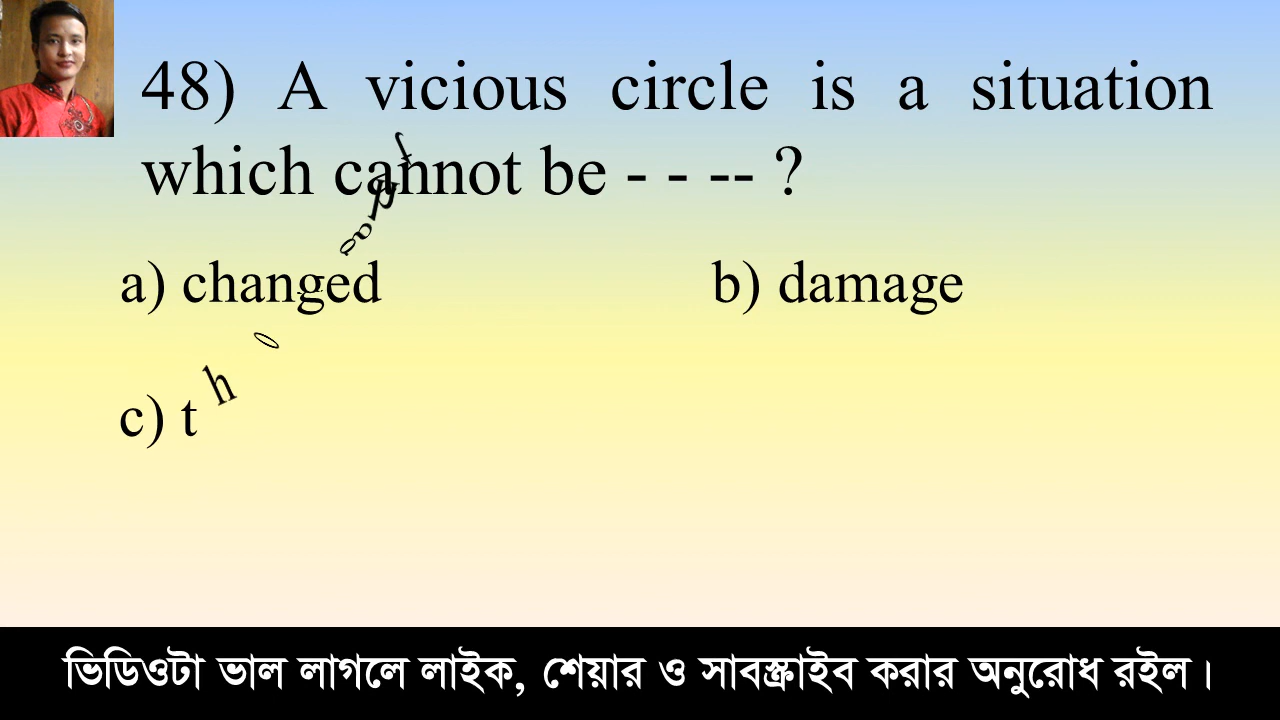 48) A vicious circle is a situation
which cannot be - - -- ?
a) changed b) damage
c) t h
ভিডিওটা ভাল লাগলে লাইক, শেয়ার ও সাবস্ক্রাইব করার অনুরোধ রইল।